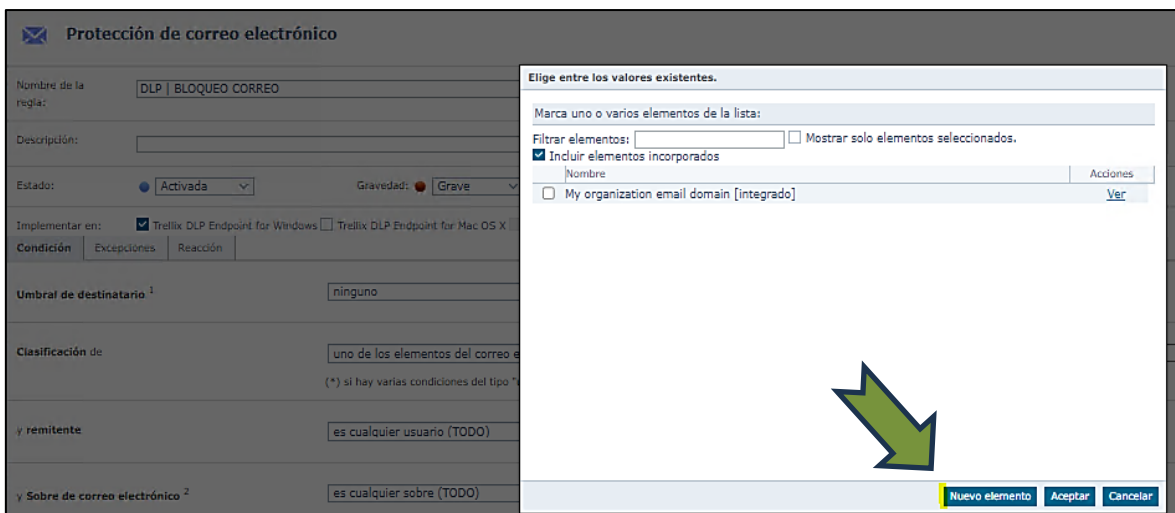 Protección de correo electrónico
Nombre de la
regla:
DLP | BLOQUEO CORREO
Descripción:
Estado:
Activada
Gravedad:
Grave
Implementar en:
Trellix DLP Endpoint for Windows
Trellix DLP Endpoint for Mac OS X
Condición
Excepciones
Reacción
Umbral de destinatario 1
ninguno
Clasificación de
uno de los elementos del correo e
(*) si hay varias condiciones del tipo
y remitente
es cualquier usuario (TODO)
y Sobre de correo electrónico 2
es cualquier sobre (TODO)
Elige entre los valores existentes.
Marca uno o varios elementos de la lista:
Filtrar elementos:
Mostrar solo elementos seleccionados.
Incluir elementos incorporados
Nombre
Acciones
My organization email domain [integrado]
Ver
Nuevo elemento
Aceptar
Cancelar